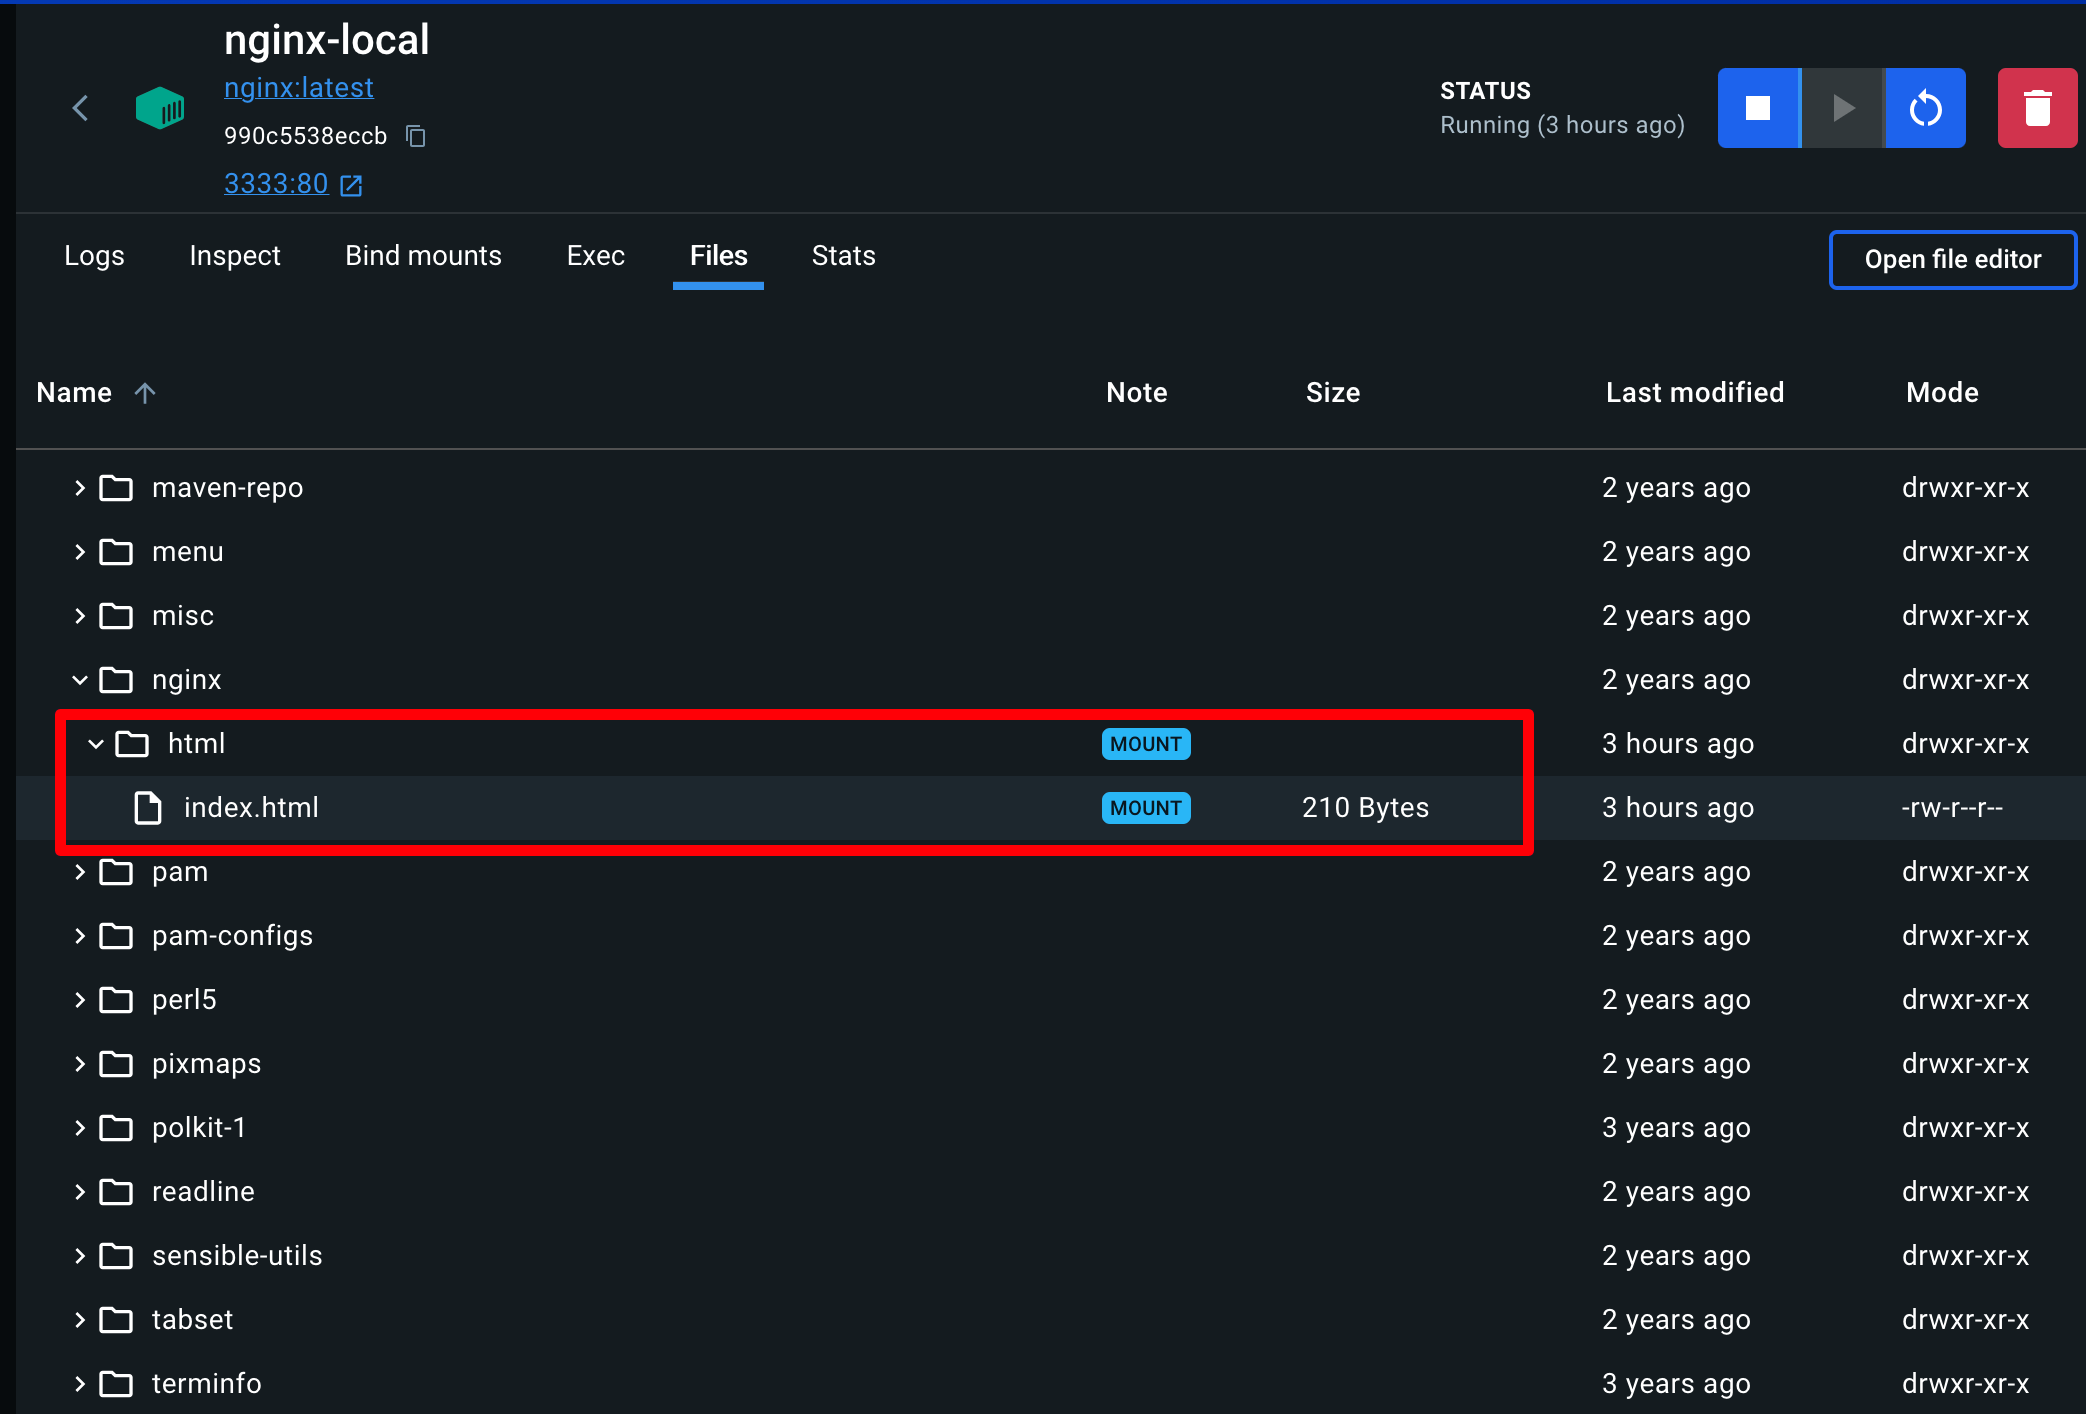 nginx-local
nginx:latest
990c5538eccb
3333:80
STATUS
Running (3 hours ago)
Logs Inspect Bind mounts Exec Files Stats Open file editor
Name Note Size Last modified Mode
maven-repo 2 years ago drwxr-xr-x
menu 2 years ago drwxr-xr-x
misc 2 years ago drwxr-xr-x
nginx 2 years ago drwxr-xr-x
html MOUNT 3 hours ago drwxr-xr-x
index.html MOUNT 210 Bytes 3 hours ago -rw-r--r--
pam 2 years ago drwxr-xr-x
pam-configs 2 years ago drwxr-xr-x
perl5 2 years ago drwxr-xr-x
pixmaps 2 years ago drwxr-xr-x
polkit-1 3 years ago drwxr-xr-x
readline 2 years ago drwxr-xr-x
sensible-utils 2 years ago drwxr-xr-x
tabset 2 years ago drwxr-xr-x
terminfo 3 years ago drwxr-xr-x